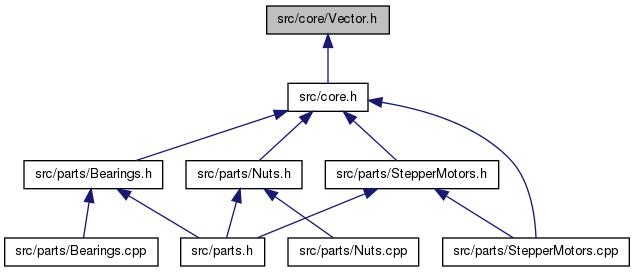 src/core/Vector.h
src/core.h
src/parts/Bearings.h
src/parts/Nuts.h
src/parts/StepperMotors.h
src/parts/Bearings.cpp
src/parts.h
src/parts/Nuts.cpp
src/parts/StepperMotors.cpp